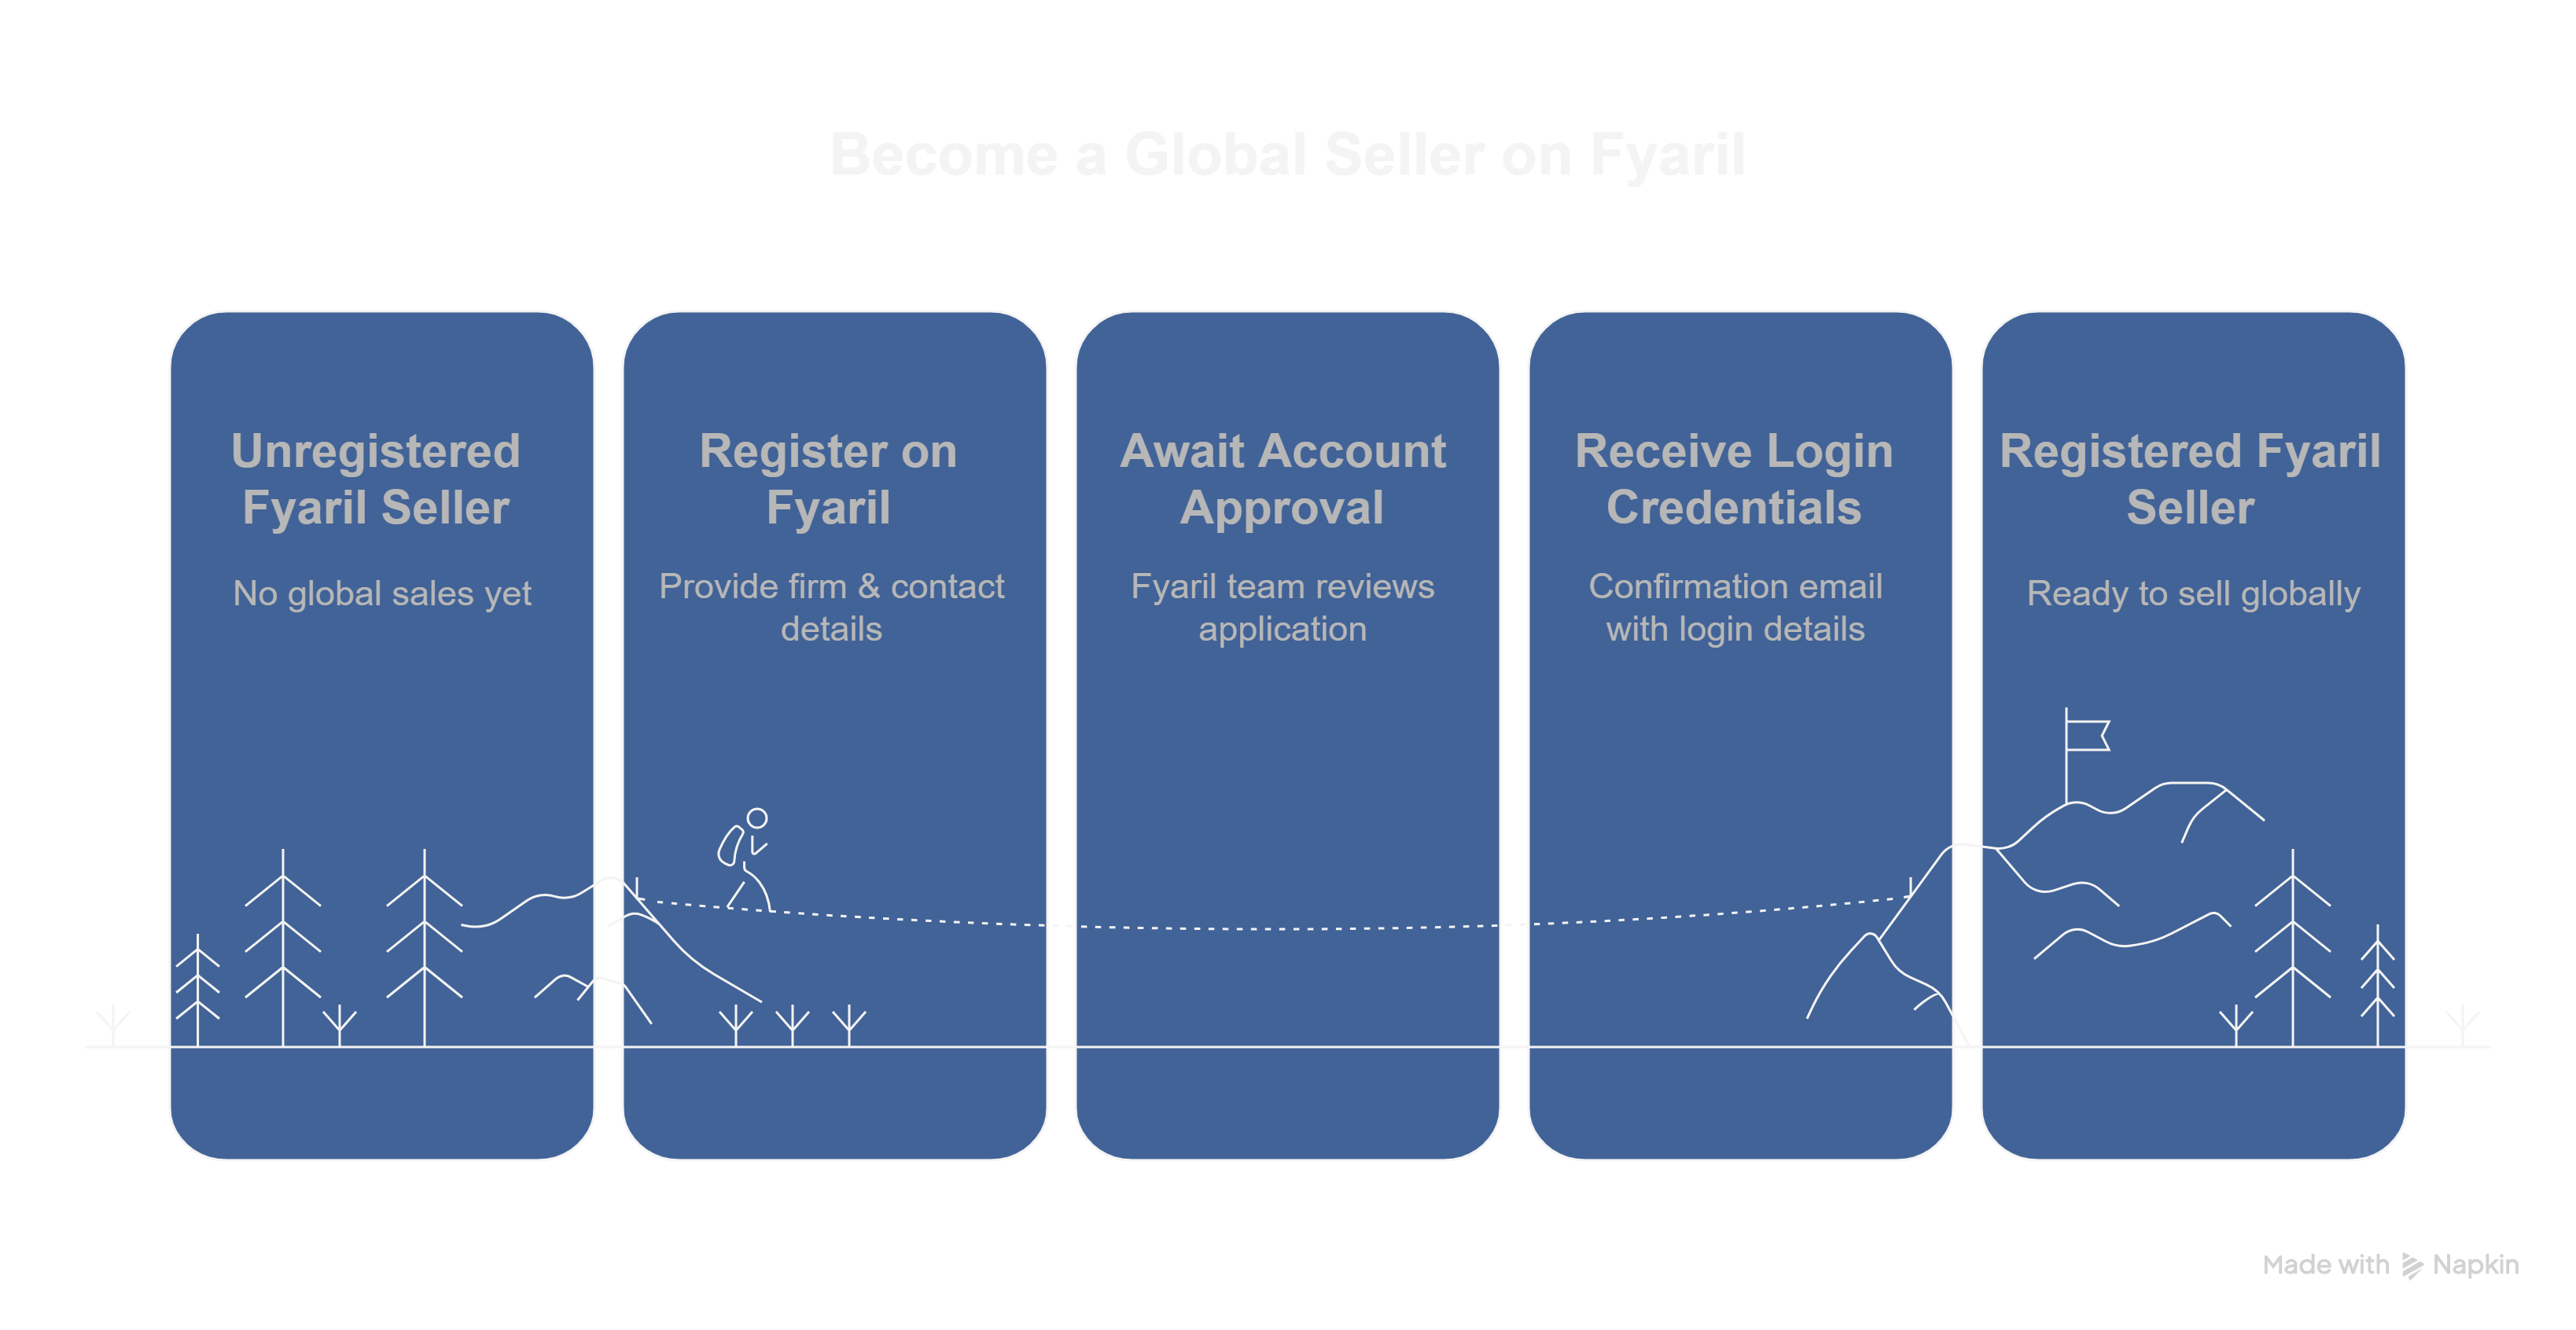 Become a Global Seller on Fyaril
Unregistered
Fyaril Seller
No global sales yet
Register on
Fyaril
Provide firm & contact
details
Await Account
Approval
Fyaril team reviews
application
Receive Login
Credentials
Confirmation email
with login details
Registered Fyaril
Seller
Ready to sell globally
Made with Napkin